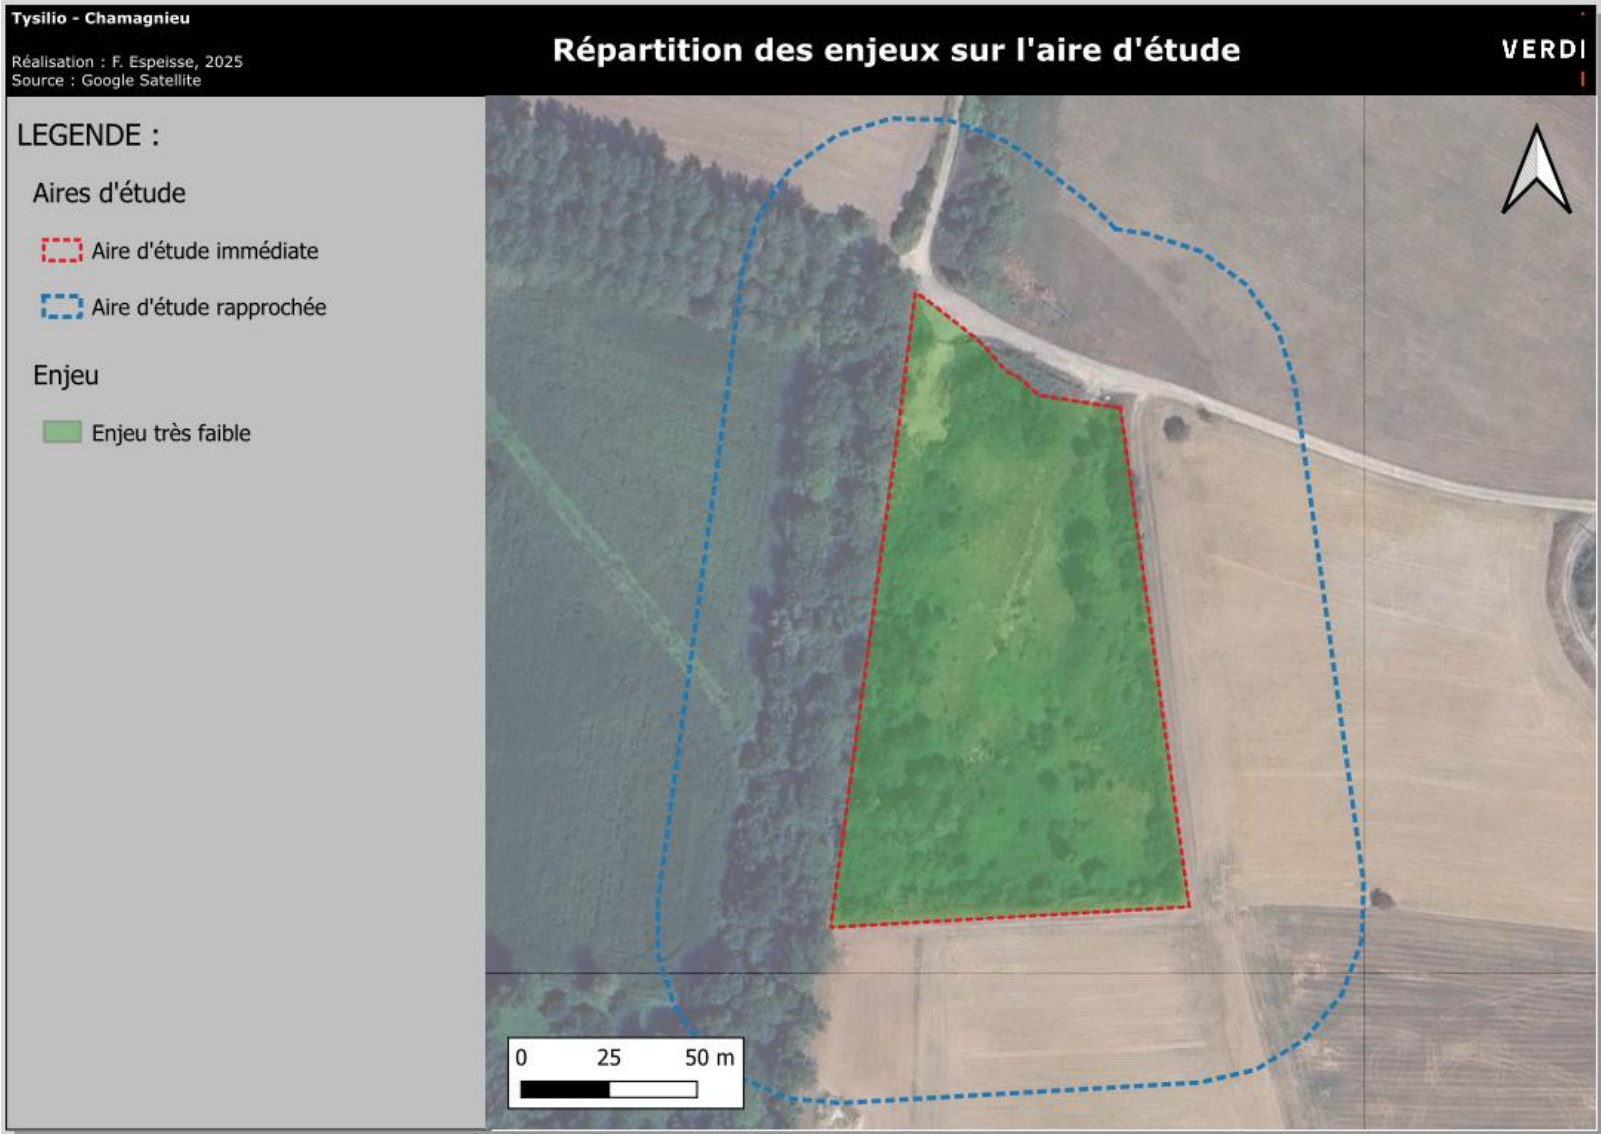 Tysilio - Chamagnieu
Réalisation : F. Espeisse, 2025
Source : Google Satellite
Répartition des enjeux sur l'aire d'étude
VERDI
LEGENDE :
Aires d'étude
Aire d'étude immédiate
Aire d'étude rapprochée
Enjeu
Enjeu très faible
0 25 50 m